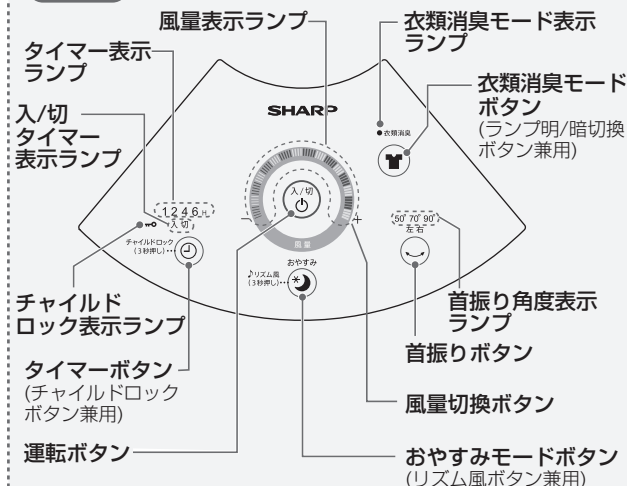 風量表示ランプ
衣類消臭モード表示
ランプ
タイマー表示
ランプ
衣類消臭モード
ボタン
(ランプ明/暗切換
ボタン兼用)
入/切
タイマー
表示ランプ
SHARP
衣類消臭
入/切
1 2 4 6 H
入 切
50° 70° 90°
左右
− +
チャイルドロック
(3秒押し)
風量
おやすみ
♪リズム風
(3秒押し)
チャイルド
ロック表示ランプ
首振り角度表示
ランプ
首振りボタン
タイマーボタン
(チャイルドロック
ボタン兼用)
風量切換ボタン
運転ボタン
おやすみモードボタン
(リズム風ボタン兼用)